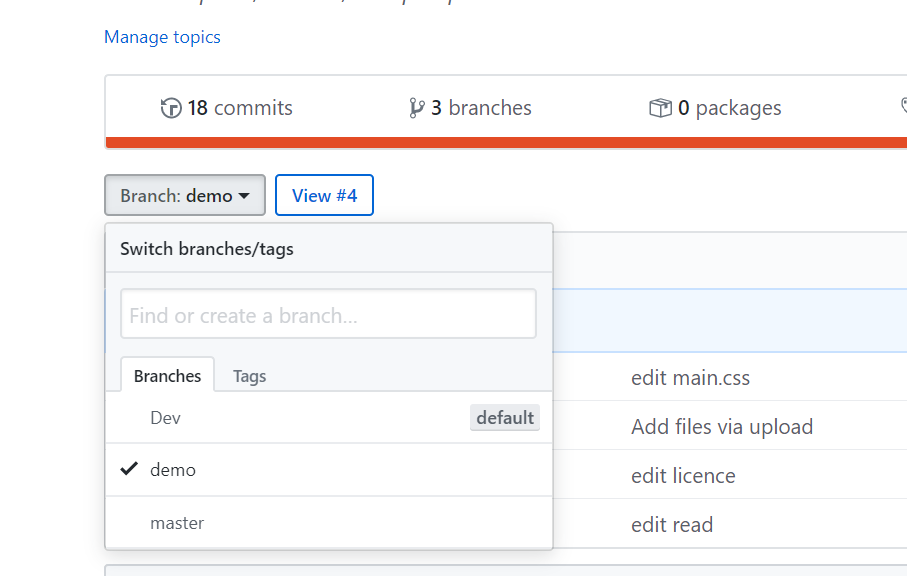 Manage topics
18 commits
3 branches
0 packages
Branch: demo
View #4
Switch branches/tags
Find or create a branch...
Branches
Tags
Dev
default
edit main.css
Add files via upload
demo
edit licence
master
edit read